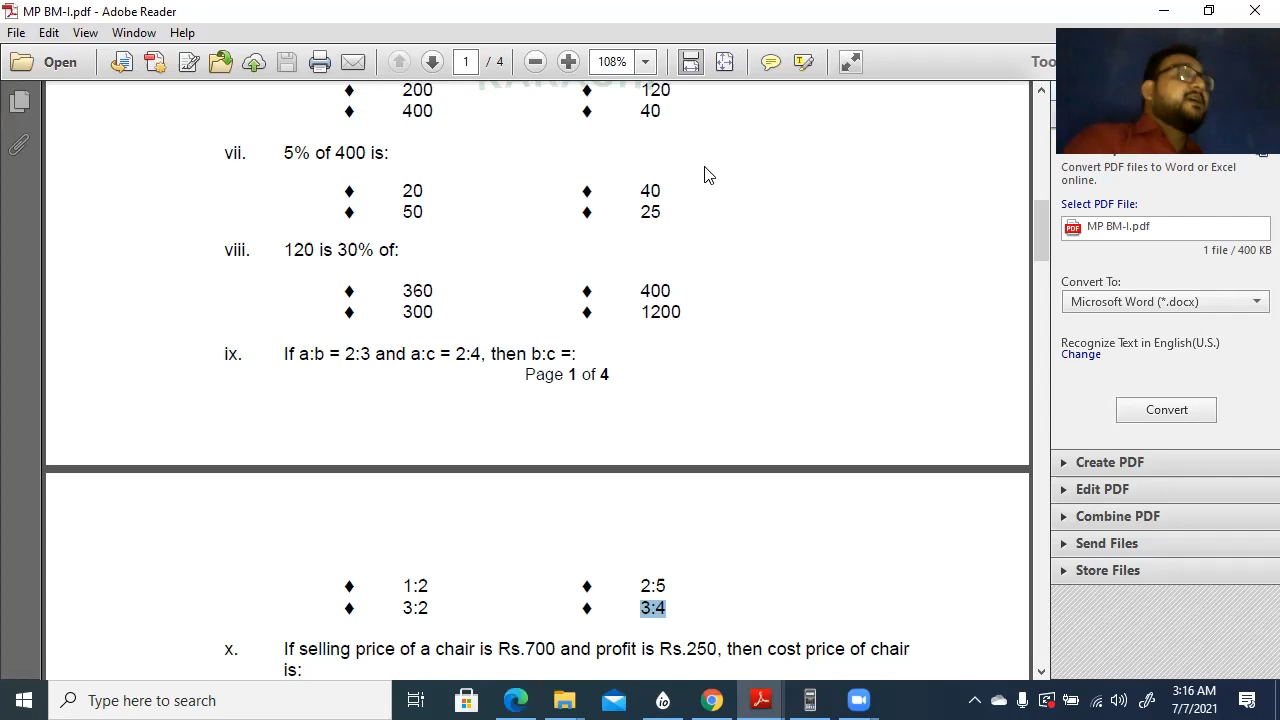 MP BM-I.pdf - Adobe Reader
File Edit View Window Help
Open 1 / 4 108%
200 120
♦ 400 ♦ 40
vii. 5% of 400 is:
♦ 20 ♦ 40
♦ 50 ♦ 25
viii. 120 is 30% of:
♦ 360 ♦ 400
♦ 300 ♦ 1200
ix. If a:b = 2:3 and a:c = 2:4, then b:c =:
Page 1 of 4
♦ 1:2 ♦ 2:5
♦ 3:2 ♦ 3:4
x. If selling price of a chair is Rs.700 and profit is Rs.250, then cost price of chair
is:
Convert PDF files to Word or Excel
online.
Select PDF File:
MP BM-I.pdf
1 file / 400 KB
Convert To:
Microsoft Word (*.docx)
Recognize Text in English(U.S.)
Change
Convert
Create PDF
Edit PDF
Combine PDF
Send Files
Store Files
Type here to search
3:16 AM
7/7/2021